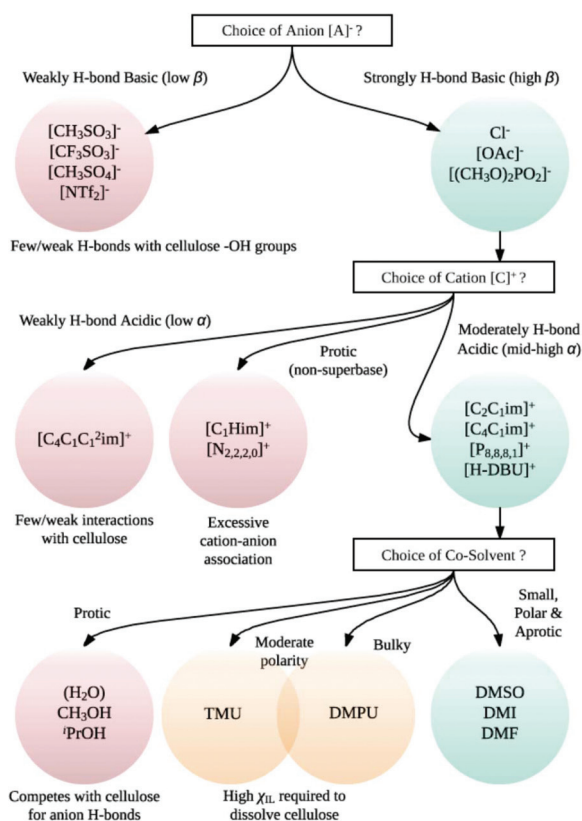 Choice of Anion [A]⁻ ?
Weakly H-bond Basic (low β)
Strongly H-bond Basic (high β)
[CH₃SO₃]⁻
[CF₃SO₃]⁻
[CH₃SO₄]⁻
[NTf₂]⁻
Cl⁻
[OAc]⁻
[(CH₃O)₂PO₂]⁻
Few/weak H-bonds with cellulose -OH groups
Choice of Cation [C]⁺ ?
Weakly H-bond Acidic (low α)
Protic
(non-superbase)
Moderately H-bond
Acidic (mid-high α)
[C₄C₁C₁²im]⁺
[C₁Him]⁺
[N₂,₂,₂,₀]⁺
[C₂C₁im]⁺
[C₄C₁im]⁺
[P₈,₈,₈,₁]⁺
[H-DBU]⁺
Few/weak interactions
with cellulose
Excessive
cation-anion
association
Choice of Co-Solvent ?
Protic
Moderate
polarity
Bulky
Small,
Polar &
Aprotic
(H₂O)
CH₃OH
ⁱPrOH
TMU
DMPU
DMSO
DMI
DMF
Competes with cellulose
for anion H-bonds
High χIL required to
dissolve cellulose